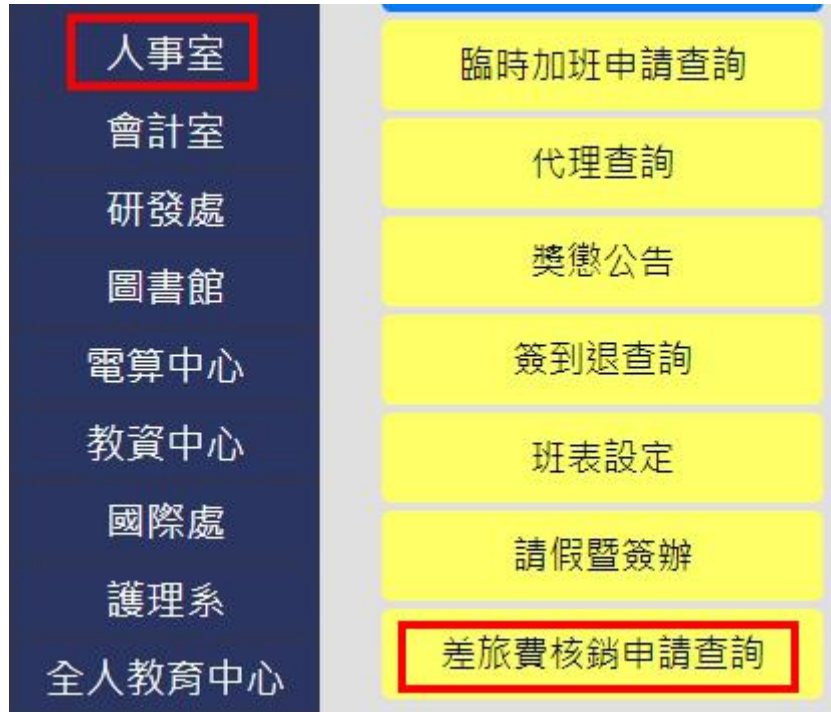 人事室
會計室
研發處
圖書館
電算中心
教資中心
國際處
護理系
全人教育中心
臨時加班申請查詢
代理查詢
獎懲公告
簽到退查詢
班表設定
請假暨簽辦
差旅費核銷申請查詢